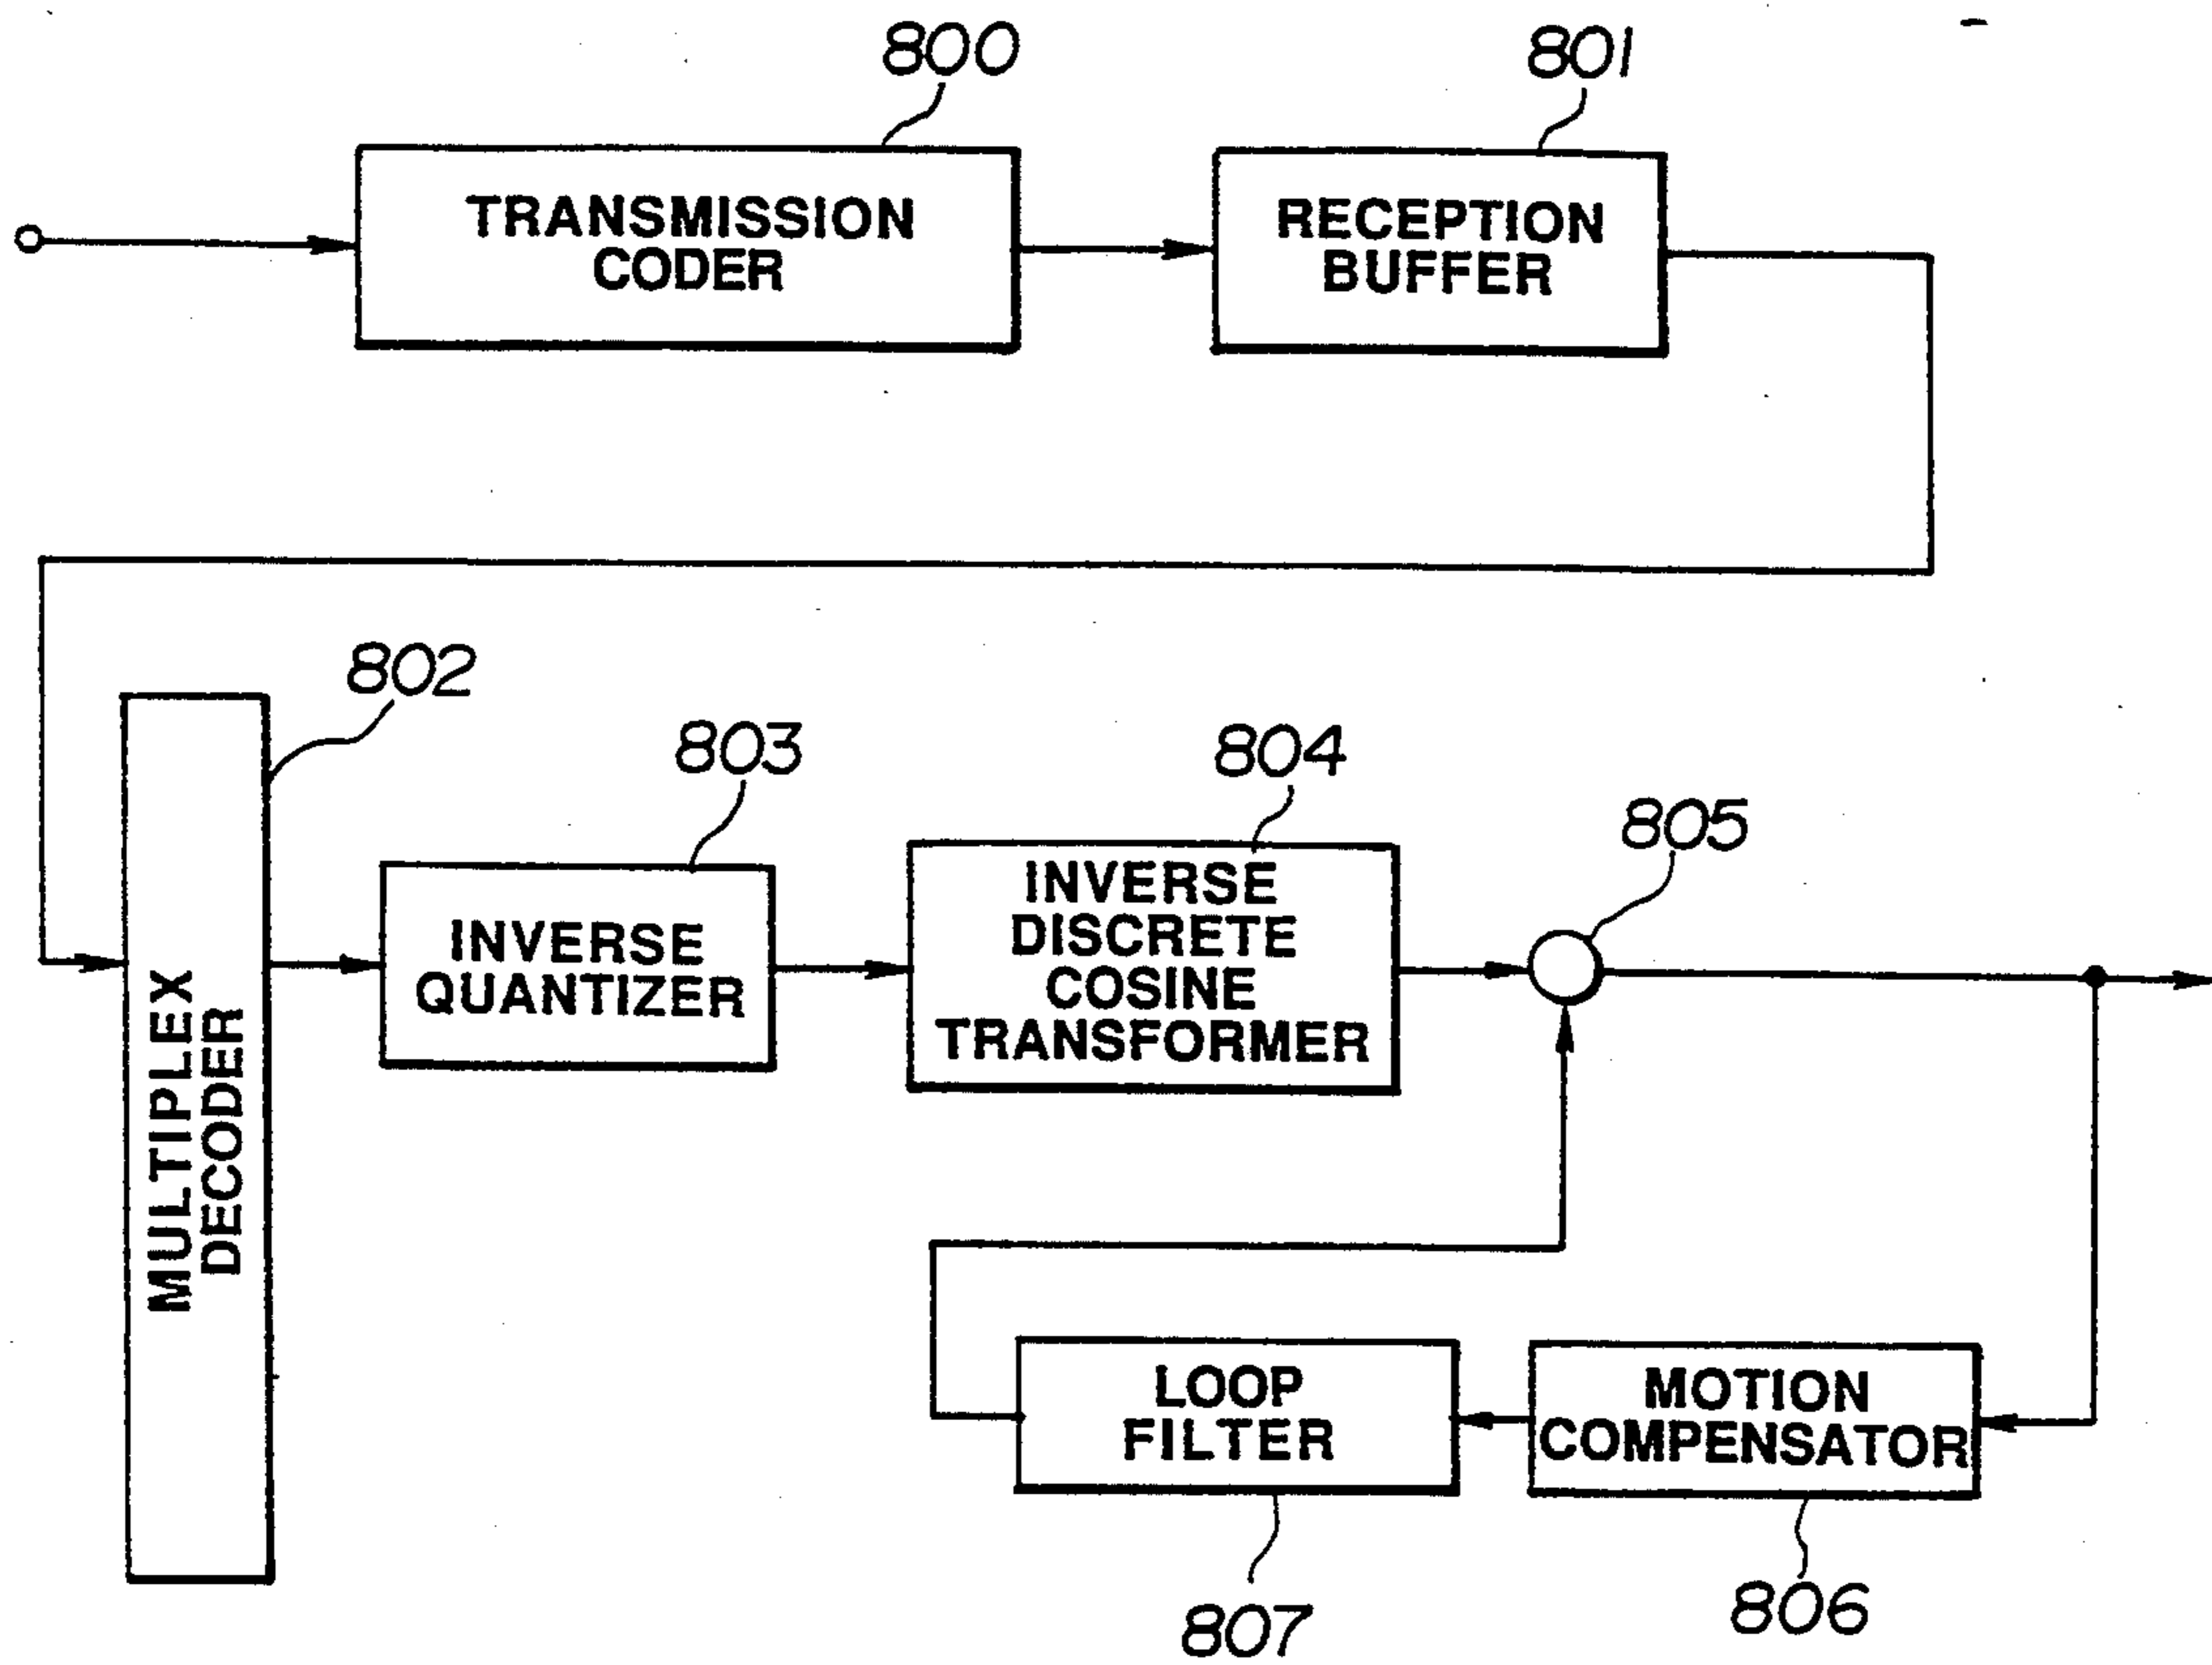 800
801
TRANSMISSION
CODER
RECEPTION
BUFFER
802
803
804
805
MULTIPLEX
DECODER
INVERSE
QUANTIZER
INVERSE
DISCRETE
COSINE
TRANSFORMER
LOOP
FILTER
MOTION
COMPENSATOR
807
806